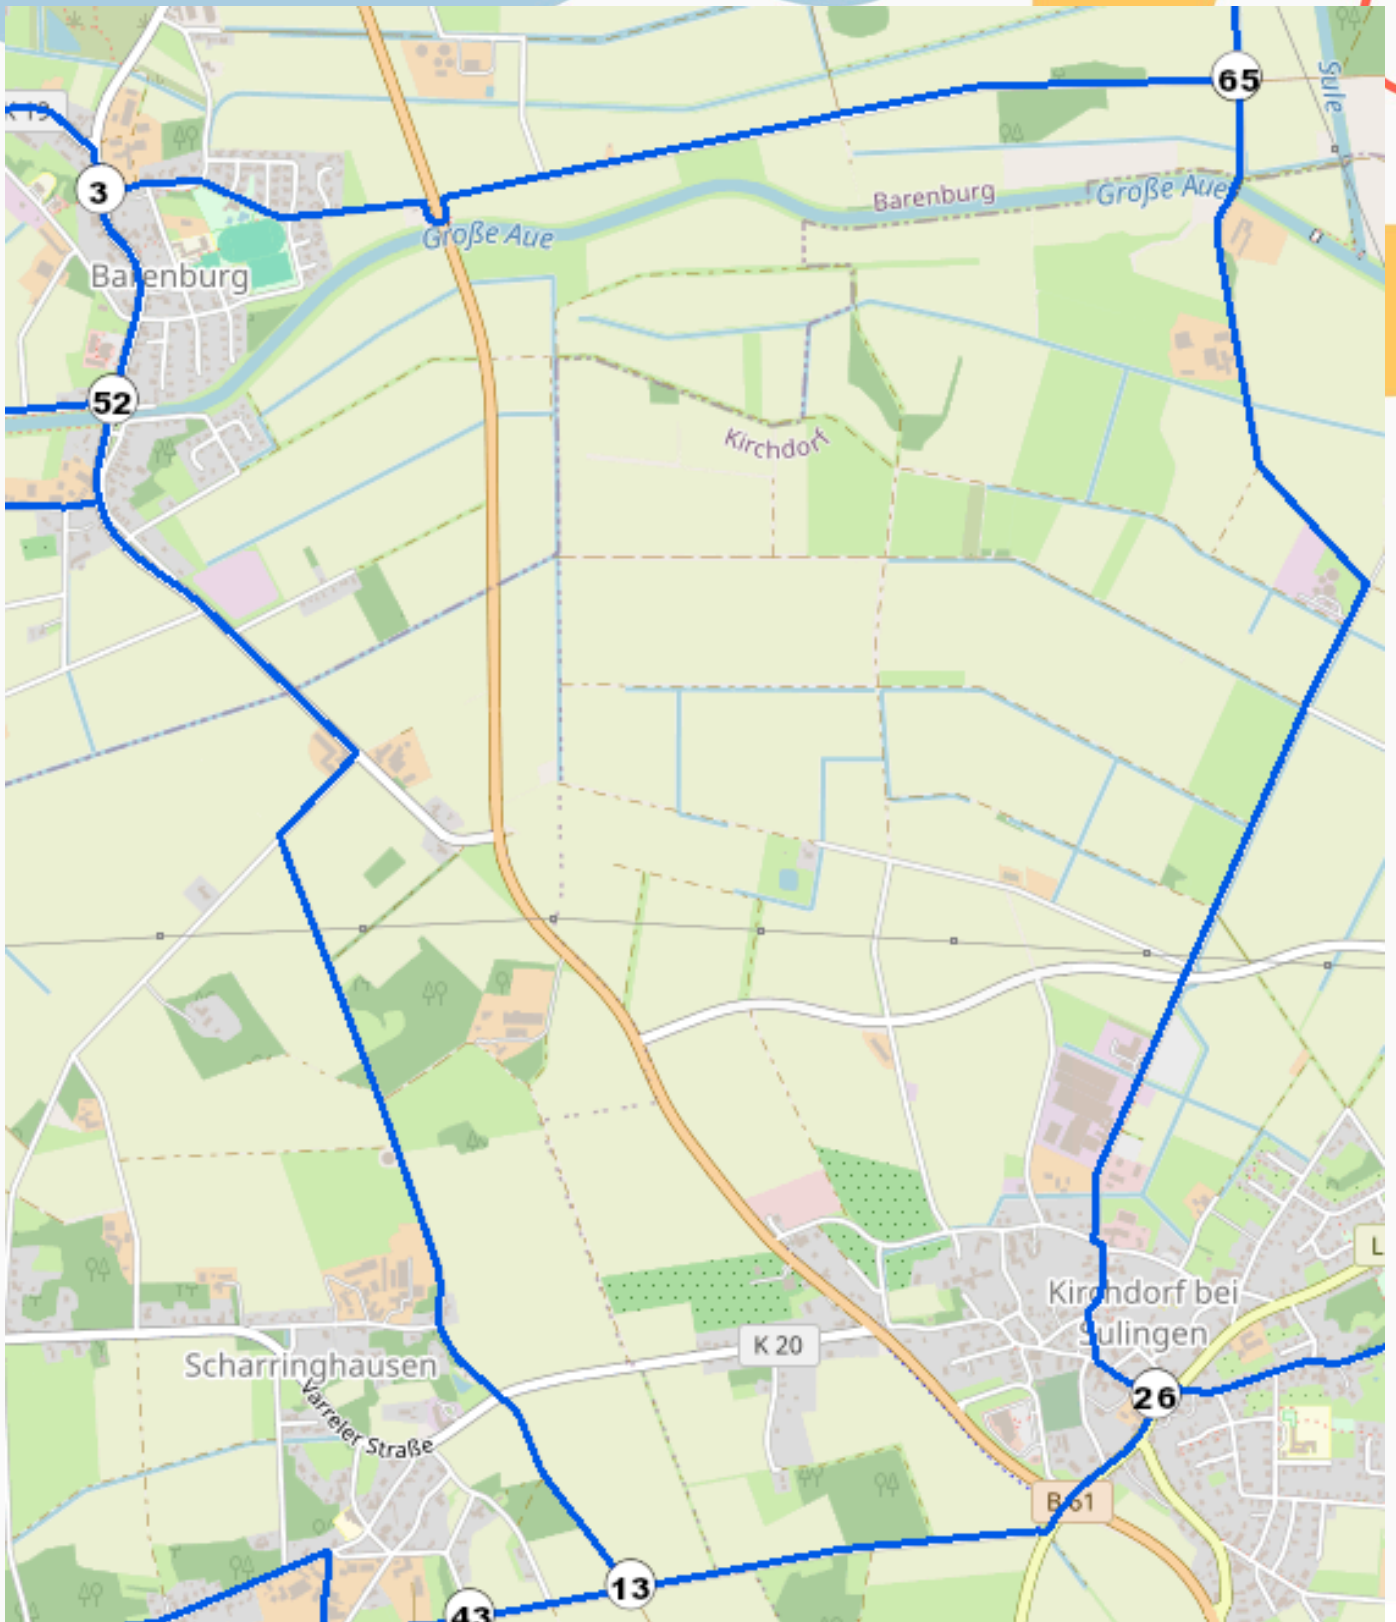 65
Sule
K 19
3
Barenburg
Große Aue
Große Aue
Barenburg
52
Kirchdorf
L
Kirchdorf bei
Sulingen
K 20
Scharringhausen
Varreler Straße
26
B 61
13
43